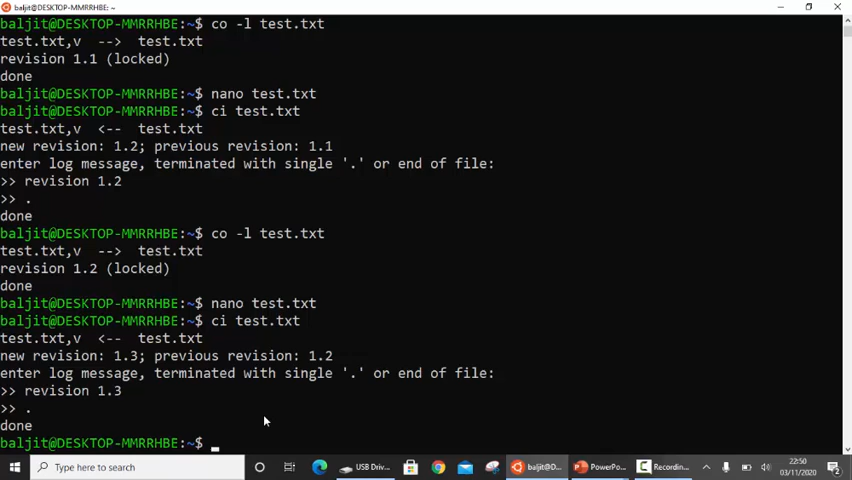 baljit@DESKTOP-MMRRHBE: ~
baljit@DESKTOP-MMRRHBE:~$ co -l test.txt
test.txt,v  -->  test.txt
revision 1.1 (locked)
done
baljit@DESKTOP-MMRRHBE:~$ nano test.txt
baljit@DESKTOP-MMRRHBE:~$ ci test.txt
test.txt,v  <--  test.txt
new revision: 1.2; previous revision: 1.1
enter log message, terminated with single '.' or end of file:
>> revision 1.2
>> .
done
baljit@DESKTOP-MMRRHBE:~$ co -l test.txt
test.txt,v  -->  test.txt
revision 1.2 (locked)
done
baljit@DESKTOP-MMRRHBE:~$ nano test.txt
baljit@DESKTOP-MMRRHBE:~$ ci test.txt
test.txt,v  <--  test.txt
new revision: 1.3; previous revision: 1.2
enter log message, terminated with single '.' or end of file:
>> revision 1.3
>> .
done
baljit@DESKTOP-MMRRHBE:~$
Type here to search
USB Driv...
baljit@D...
PowerPo...
Recording...
22:50
03/11/2020
2